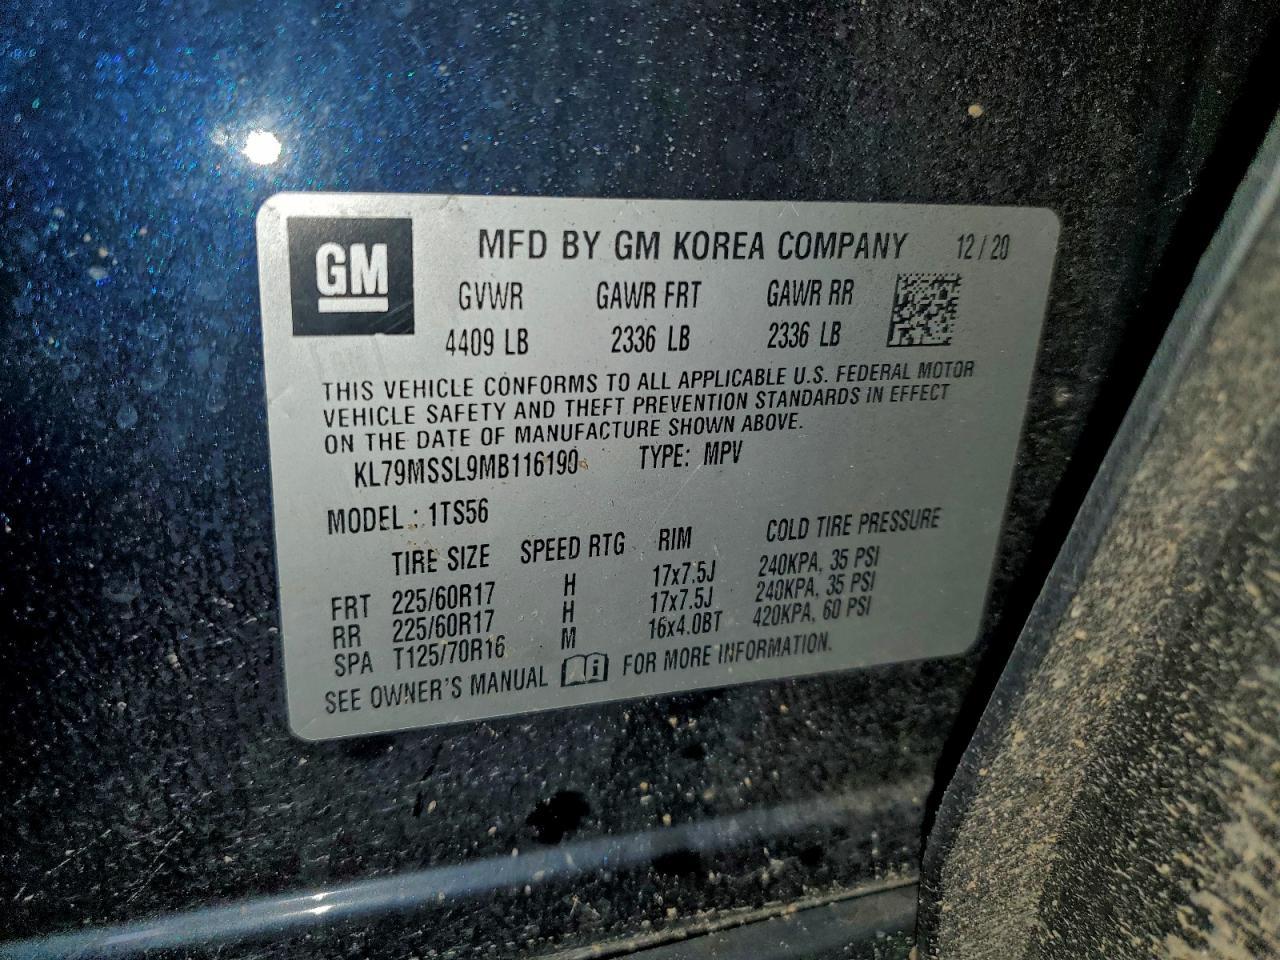 GM
MFD BY GM KOREA COMPANY 12/20
GVWR GAWR FRT GAWR RR
4409 LB 2336 LB 2336 LB
THIS VEHICLE CONFORMS TO ALL APPLICABLE U.S. FEDERAL MOTOR
VEHICLE SAFETY AND THEFT PREVENTION STANDARDS IN EFFECT
ON THE DATE OF MANUFACTURE SHOWN ABOVE.
KL79MSSL9MB116190 TYPE: MPV
MODEL : 1TS56
TIRE SIZE SPEED RTG RIM COLD TIRE PRESSURE
FRT 225/60R17 H 17x7.5J 240KPA, 35 PSI
RR 225/60R17 H 17x7.5J 240KPA, 35 PSI
SPA T125/70R16 M 16x4.0BT 420KPA, 60 PSI
SEE OWNER'S MANUAL FOR MORE INFORMATION.